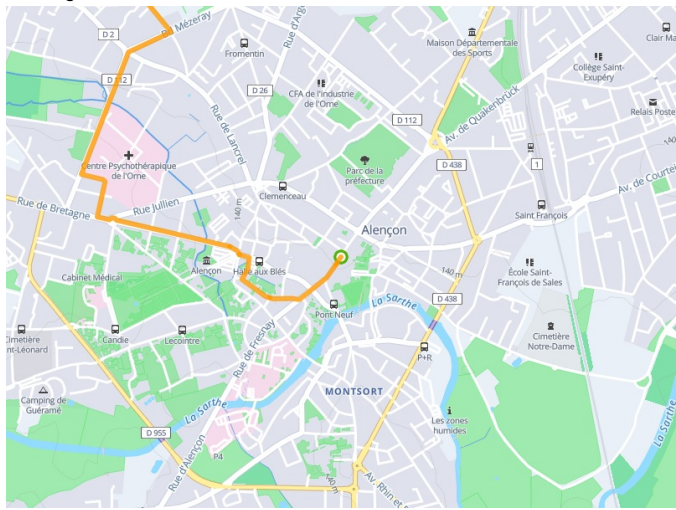 Mézeray
D 2
Rue d'Arg
Fromentin
Maison Départementale
des Sports
Clair Ma
Collège Saint-
Exupéry
D 112
D 26
CFA de l'industrie
de l'Orne
Relais Poste
D 112
Av. de Quakenbrück
Rue de Lancrel
Centre Psychothérapique
de l'Orne
Parc de la
préfecture
D 438
1
Av. de Courtei
Rue de Bretagne
Rue Jullien
Clemenceau
140 m
Saint François
Alençon
Cabinet Médical
Alençon
Halle aux Blés
140 m
École Saint-
François de Sales
La Sarthe
D 438
Pont Neuf
Cimetière
nt-Léonard
Candie
Lecointre
Rue de Fresnay
P+R
Cimetière
Notre-Dame
Camping de
Guéramé
MONTSORT
La Sarthe
Les zones
humides
La Sarthe
D 955
Rue d'Alençon
P4
140 m
Av. Rhin et